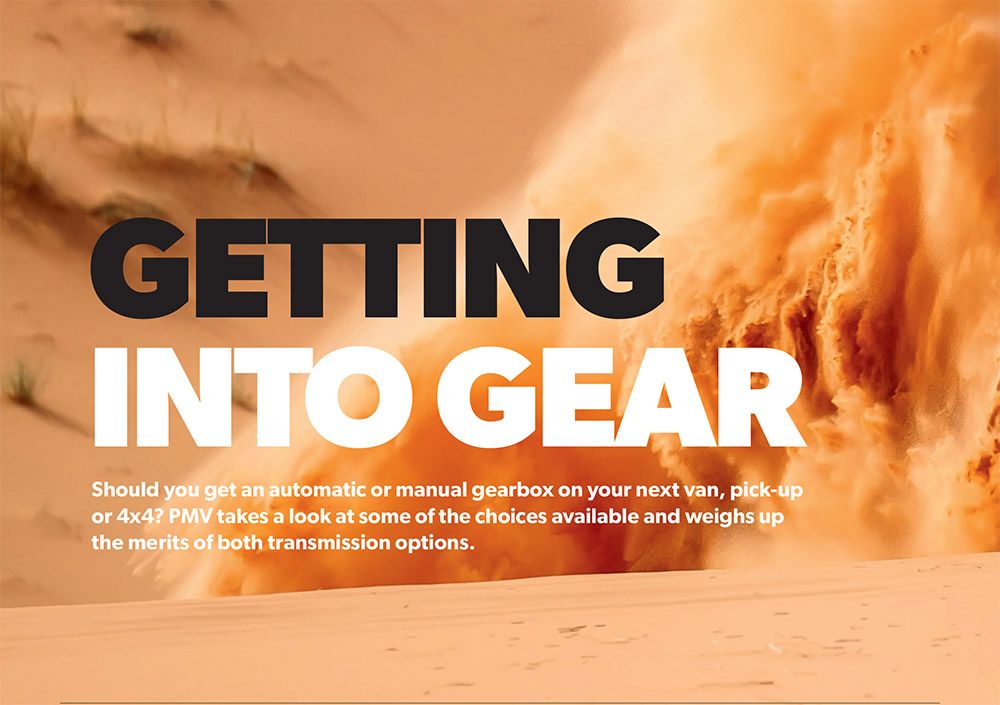 GETTING
INTO GEAR
Should you get an automatic or manual gearbox on your next van, pick-up
or 4x4? PMV takes a look at some of the choices available and weighs up
the merits of both transmission options.